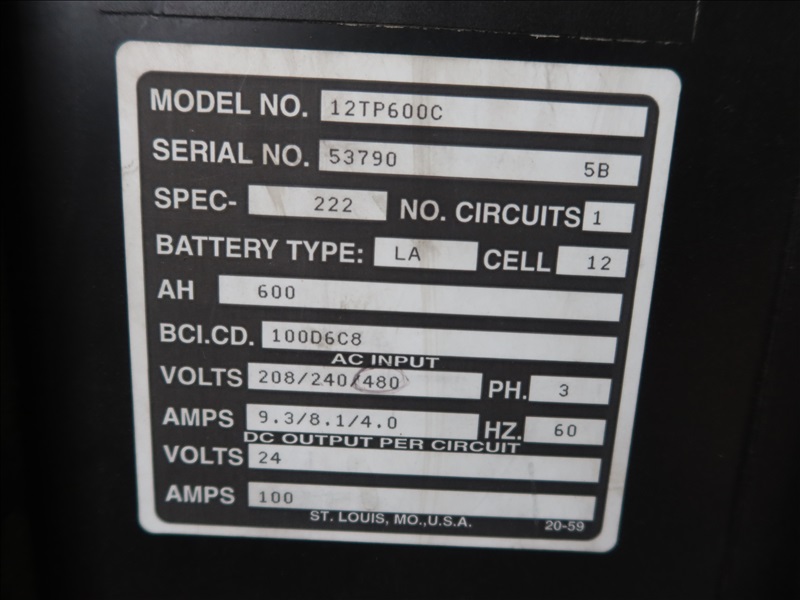 MODEL NO. 12TP600C
SERIAL NO. 53790 5B
SPEC- 222 NO. CIRCUITS 1
BATTERY TYPE: LA CELL 12
AH 600
BCI.CD. 100D6C8
AC INPUT
VOLTS 208/240/480 PH. 3
AMPS 9.3/8.1/4.0 HZ. 60
DC OUTPUT PER CIRCUIT
VOLTS 24
AMPS 100
ST. LOUIS, MO.,U.S.A. 20-59